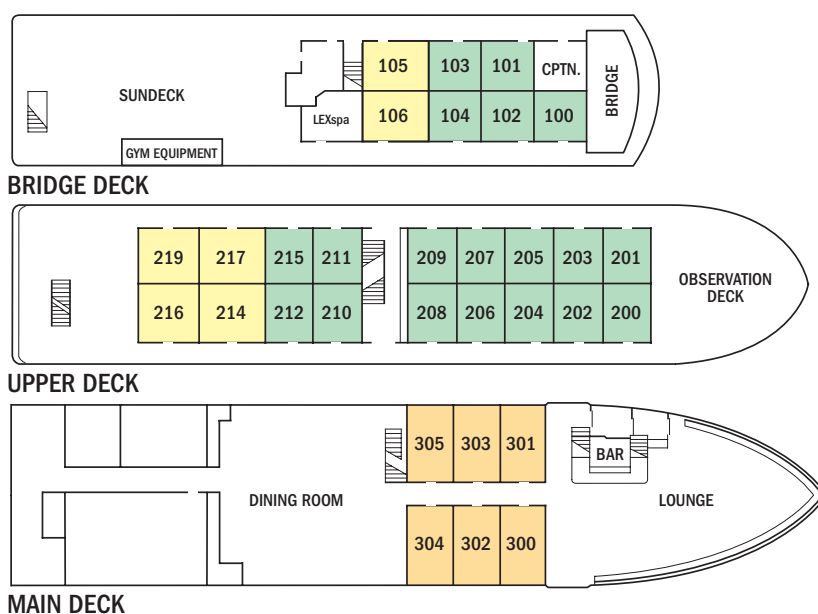 105 103 101 CPTN.
SUNDECK
BRIDGE
LEXspa 106 104 102 100
GYM EQUIPMENT
BRIDGE DECK
219 217 215 211 209 207 205 203 201
OBSERVATION
DECK
216 214 212 210 208 206 204 202 200
UPPER DECK
305 303 301
BAR
DINING ROOM
LOUNGE
304 302 300
MAIN DECK